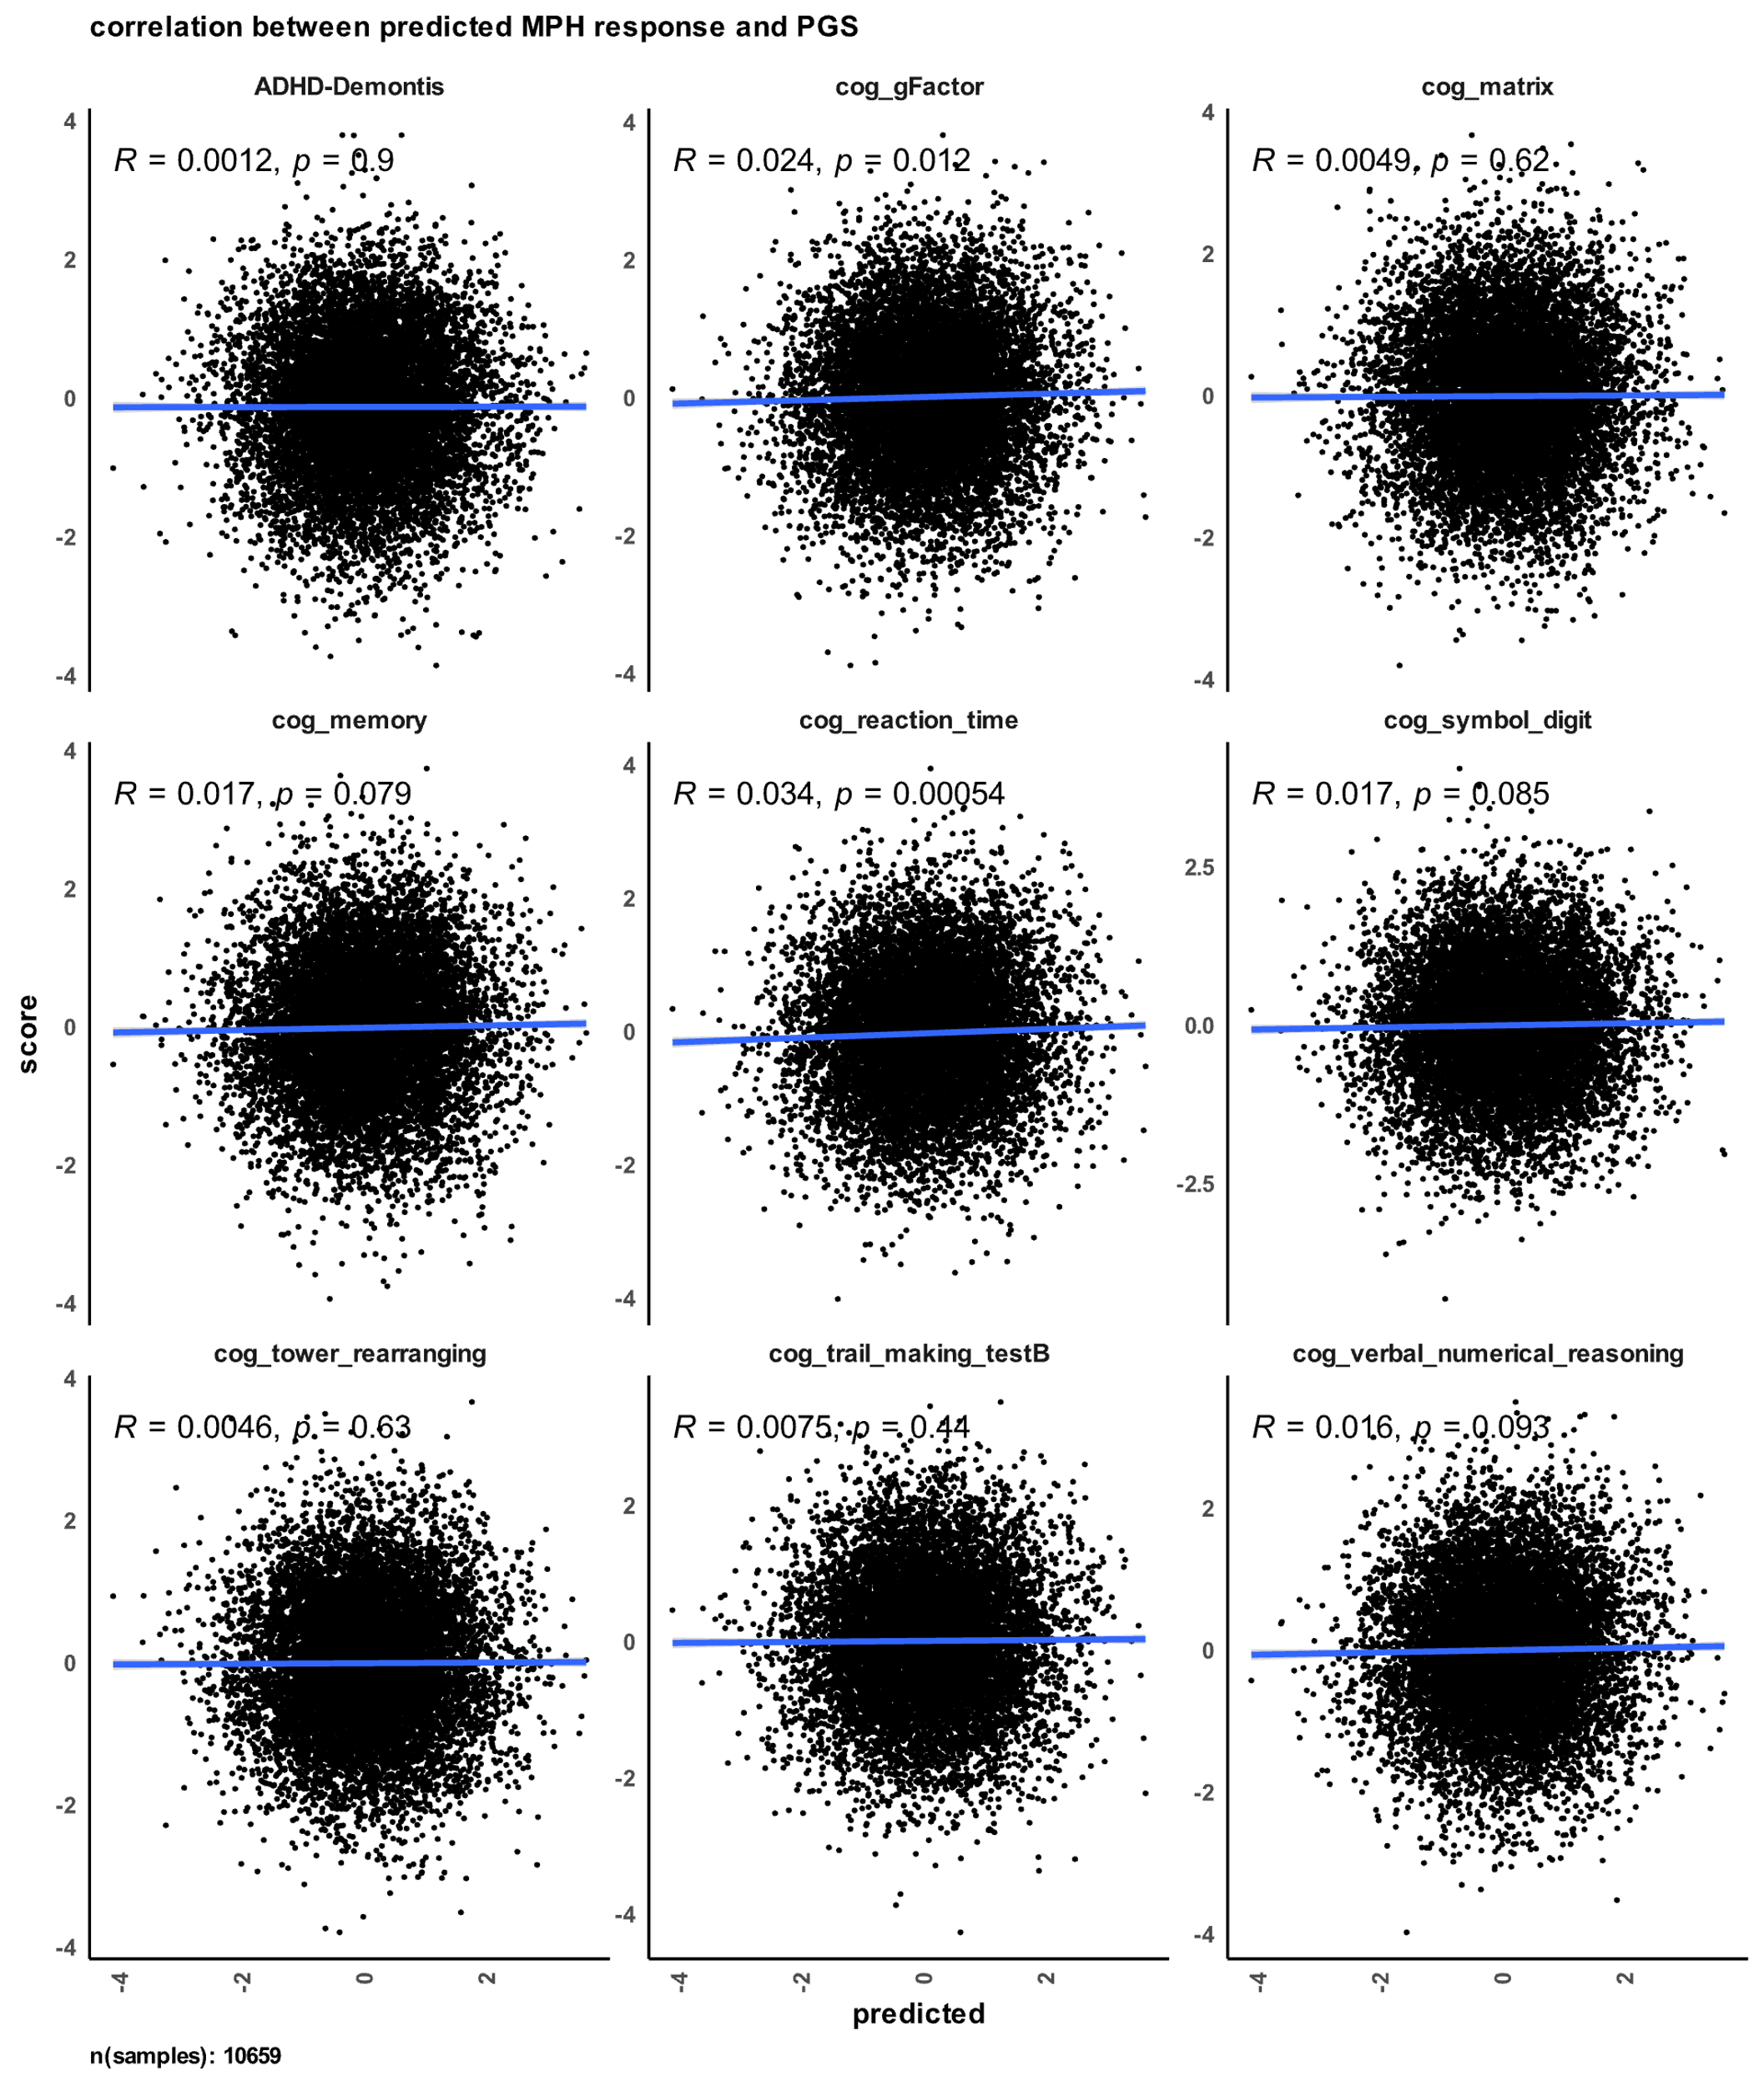 correlation between predicted MPH response and PGS
ADHD-Demontis
cog_gFactor
cog_matrix
4
2
0
-2
-4
R = 0.0012, p = 0.9
4
2
0
-2
-4
R = 0.024, p = 0.012
4
2
0
-2
-4
R = 0.0049, p = 0.62
cog_memory
cog_reaction_time
cog_symbol_digit
4
2
0
-2
-4
R = 0.017, p = 0.079
4
2
0
-2
-4
R = 0.034, p = 0.00054
2.5
0.0
-2.5
R = 0.017, p = 0.085
score
cog_tower_rearranging
cog_trail_making_testB
cog_verbal_numerical_reasoning
4
2
0
-2
-4
R = 0.0046, p = 0.63
2
0
-2
-4
R = 0.0075, p = 0.44
2
0
-2
-4
R = 0.016, p = 0.093
-4 -2 0 2
-4 -2 0 2
-4 -2 0 2
predicted
n(samples): 10659